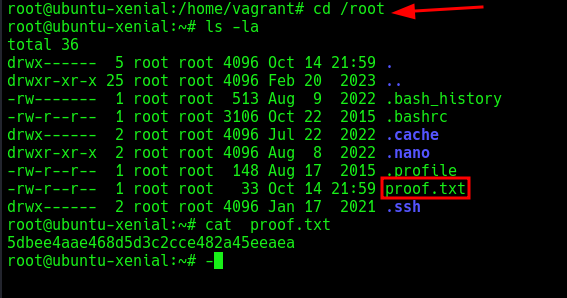 root@ubuntu-xenial:/home/vagrant# cd /root
root@ubuntu-xenial:~# ls -la
total 36
drwx------  5 root root 4096 Oct 14 21:59 .
drwxr-xr-x 25 root root 4096 Feb 20  2023 ..
-rw-------  1 root root  513 Aug  9  2022 .bash_history
-rw-r--r--  1 root root 3106 Oct 22  2015 .bashrc
drwx------  2 root root 4096 Jul 22  2022 .cache
drwxr-xr-x  2 root root 4096 Aug  8  2022 .nano
-rw-r--r--  1 root root  148 Aug 17  2015 .profile
-rw-r--r--  1 root root   33 Oct 14 21:59 proof.txt
drwx------  2 root root 4096 Jan 17  2021 .ssh
root@ubuntu-xenial:~# cat  proof.txt
5dbee4aae468d5d3c2cce482a45eeaea
root@ubuntu-xenial:~# -